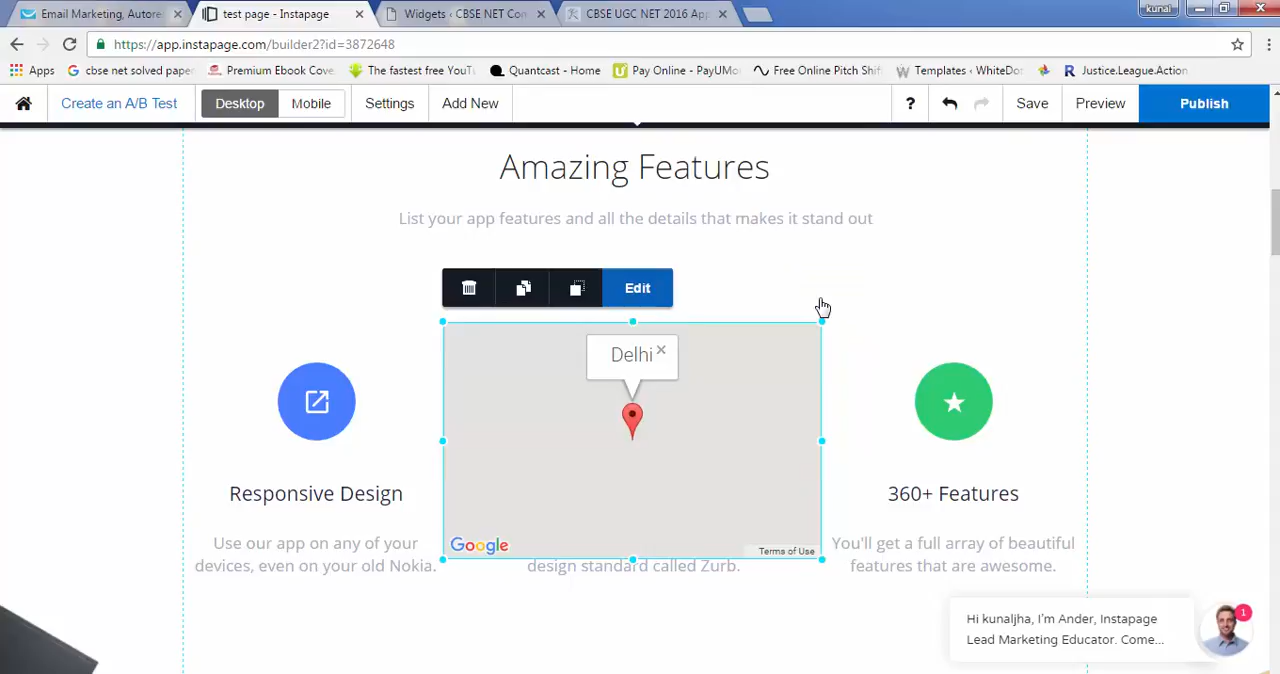 kunal
Email Marketing, Autores
test page - Instapage
Widgets ‹ CBSE NET Con
CBSE UGC NET 2016 App
https://app.instapage.com/builder2?id=3872648
Apps
cbse net solved pape
Premium Ebook Cove
The fastest free YouT
Quantcast - Home
Pay Online - PayUMo
Free Online Pitch Shif
Templates ‹ WhiteDo
Justice.League.Action
Create an A/B Test
Desktop
Mobile
Settings
Add New
?
Save
Preview
Publish
Amazing Features
List your app features and all the details that makes it stand out
Edit
Delhi
Google
Terms of Use
Responsive Design
360+ Features
Use our app on any of your
devices, even on your old Nokia.
design standard called Zurb.
You'll get a full array of beautiful
features that are awesome.
Hi kunaljha, I'm Ander, Instapage
Lead Marketing Educator. Come...
1